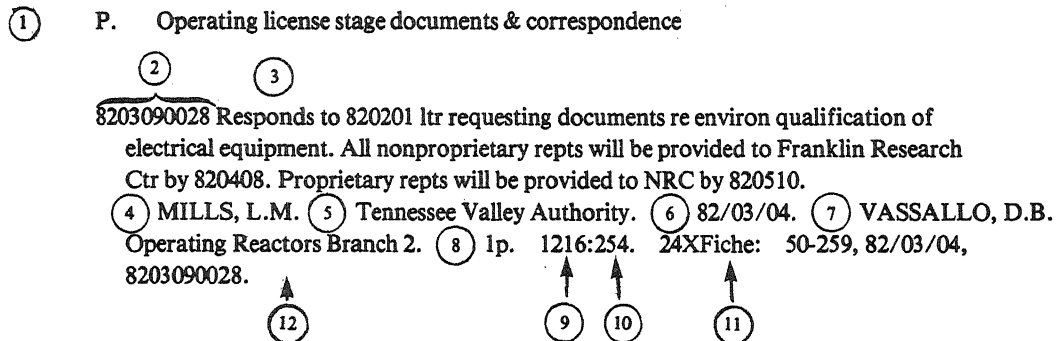 1 P. Operating license stage documents & correspondence
2 3
8203090028 Responds to 820201 ltr requesting documents re environ qualification of
electrical equipment. All nonproprietary repts will be provided to Franklin Research
Ctr by 820408. Proprietary repts will be provided to NRC by 820510.
4 MILLS, L.M. 5 Tennessee Valley Authority. 6 82/03/04. 7 VASSALLO, D.B.
Operating Reactors Branch 2. 8 1p. 1216:254. 24XFiche: 50-259, 82/03/04,
8203090028.
12 9 10 11